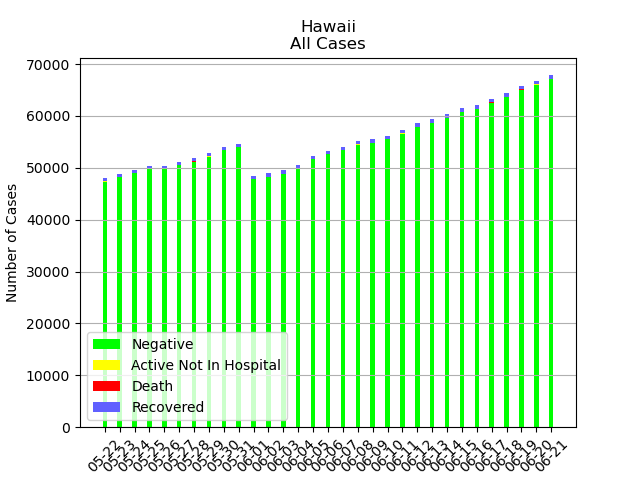 Hawaii
All Cases
70000
60000
50000
40000
30000
20000
10000
0
Number of Cases
Negative
Active Not In Hospital
Death
Recovered
05-22 05-23 05-24 05-25 05-26 05-27 05-28 05-29 05-30 05-31 06-01 06-02 06-03 06-04 06-05 06-06 06-07 06-08 06-09 06-10 06-11 06-12 06-13 06-14 06-15 06-16 06-17 06-18 06-19 06-20 06-21